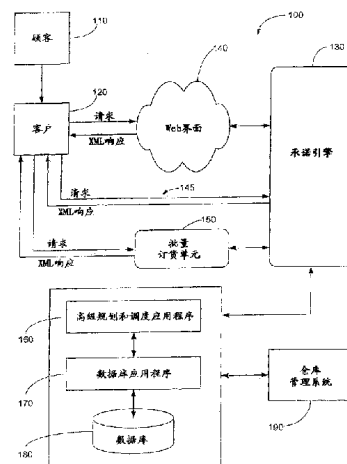 110
顾客
100
120
客户
140
130
请求
XML响应
Web界面
承诺引擎
请求
145
XML响应
150
请求
XML响应
批量
订货单元
160
高级规划和调度应用程序
170
数据库应用程序
180
数据库
仓库
管理系统
190